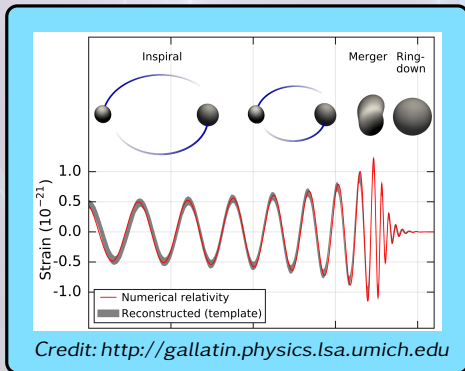 Inspiral
Merger
Ring-
down
Strain (10⁻²¹)
1.0
0.5
0.0
-0.5
-1.0
Numerical relativity
Reconstructed (template)
Credit: http://gallatin.physics.lsa.umich.edu